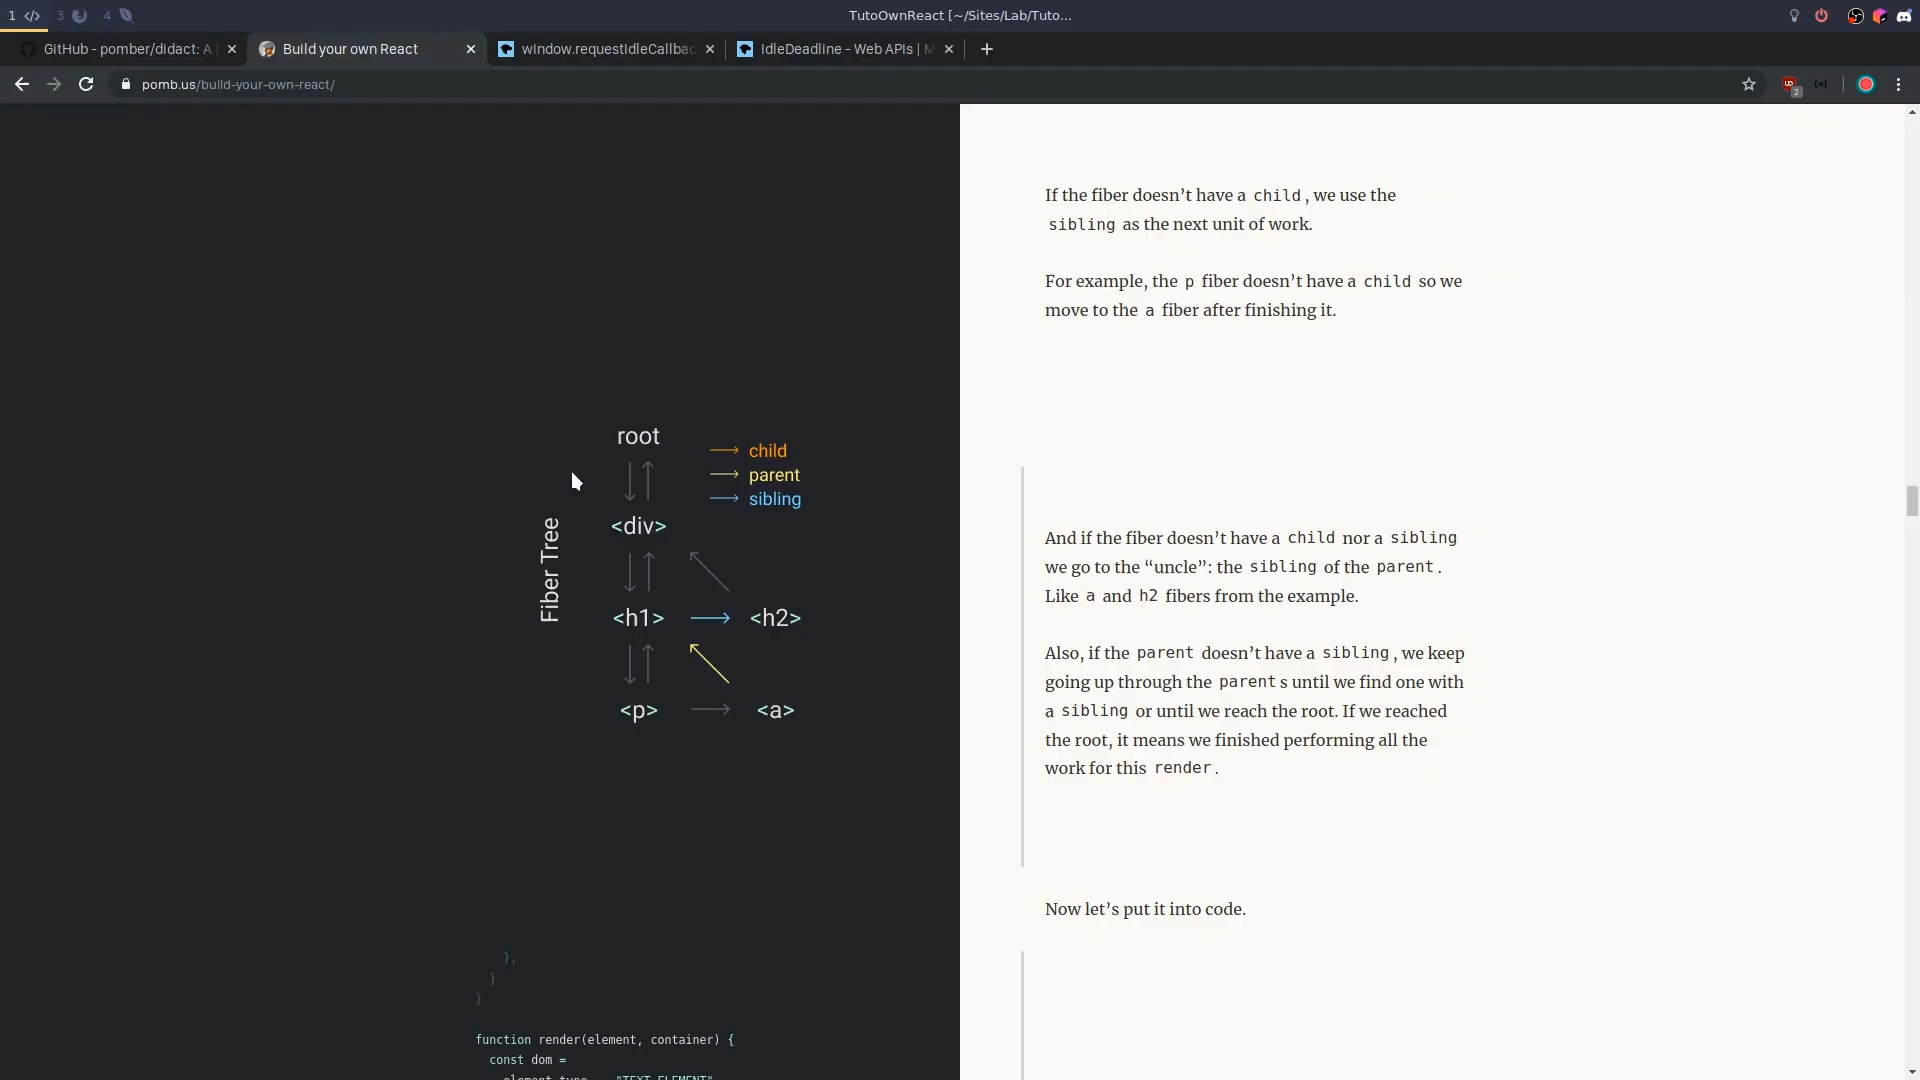 1 </> 3 4 TutoOwnReact [~/Sites/Lab/Tuto...
GitHub - pomber/didact: A Build your own React window.requestIdleCallbac IdleDeadline - Web APIs | M
pomb.us/build-your-own-react/
2
root
child
parent
sibling
<div>
Fiber Tree
<h1> <h2>
<p> <a>
},
}
}
function render(element, container) {
const dom =
If the fiber doesn’t have a child, we use the
sibling as the next unit of work.
For example, the p fiber doesn’t have a child so we
move to the a fiber after finishing it.
And if the fiber doesn’t have a child nor a sibling
we go to the “uncle”: the sibling of the parent.
Like a and h2 fibers from the example.
Also, if the parent doesn’t have a sibling, we keep
going up through the parents until we find one with
a sibling or until we reach the root. If we reached
the root, it means we finished performing all the
work for this render.
Now let’s put it into code.